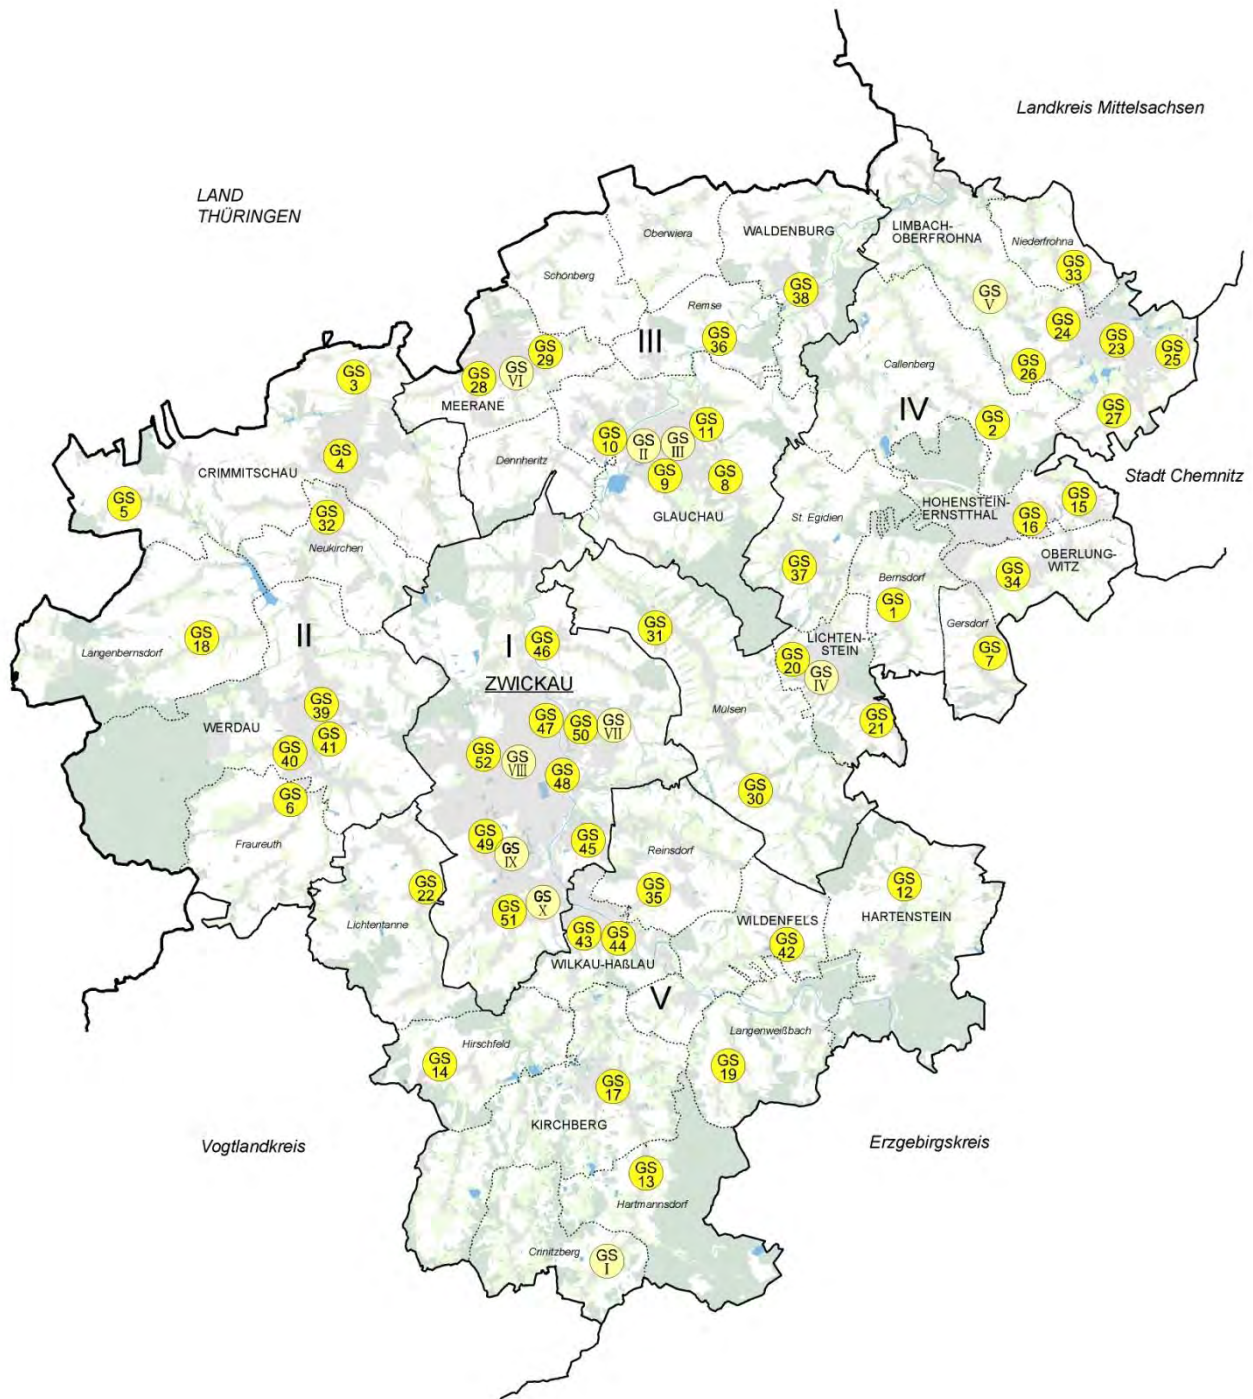 Landkreis Mittelsachsen
LAND
THÜRINGEN
Oberwiera
WALDENBURG
LIMBACH-
OBERFROHNA
Niederfrohna
GS
33
Schönberg
GS
38
GS
V
Remse
GS
36
III
GS
24
GS
23
GS
25
GS
29
GS
VI
GS
28
MEERANE
GS
3
Callenberg
GS
26
IV
GS
2
GS
27
GS
11
GS
10
GS
II
GS
III
GS
9
GS
8
Dennheritz
GLAUCHAU
GS
4
CRIMMITSCHAU
GS
5
GS
32
Neukirchen
Stadt Chemnitz
HOHENSTEIN-
ERNSTTHAL
GS
15
GS
16
St. Egidien
OBERLUNG-
WITZ
GS
34
GS
37
Bernsdorf
GS
1
Gersdorf
GS
7
LICHTEN-
STEIN
GS
20
GS
IV
GS
21
GS
31
Mülsen
GS
30
Langenbernsdorf
GS
18
II
I
GS
46
ZWICKAU
GS
39
WERDAU
GS
41
GS
40
GS
6
Fraureuth
GS
47
GS
50
GS
VII
GS
52
GS
VIII
GS
48
GS
49
GS
IX
GS
45
Reinsdorf
GS
35
GS
22
Lichtentanne
GS
51
GS
X
GS
43
GS
44
WILKAU-HAßLAU
GS
12
HARTENSTEIN
WILDENFELS
GS
42
V
Langenweißbach
GS
19
Hirschfeld
GS
14
GS
17
KIRCHBERG
Vogtlandkreis
Erzgebirgskreis
GS
13
Hartmannsdorf
Crinitzberg
GS
I